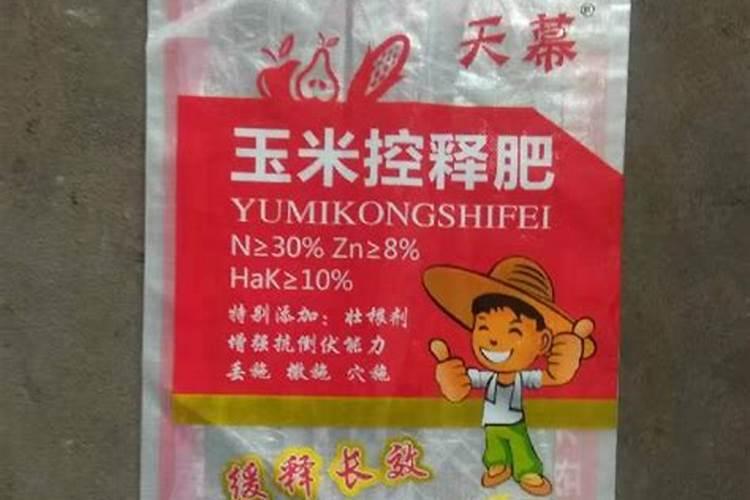 天幕®
玉米控释肥
YUMIKONGSHIFEI
N≥30% Zn≥8%
HaK≥10%
特别添加：壮根剂
增强抗倒伏能力
丢施 撒施 穴施
缓释长效